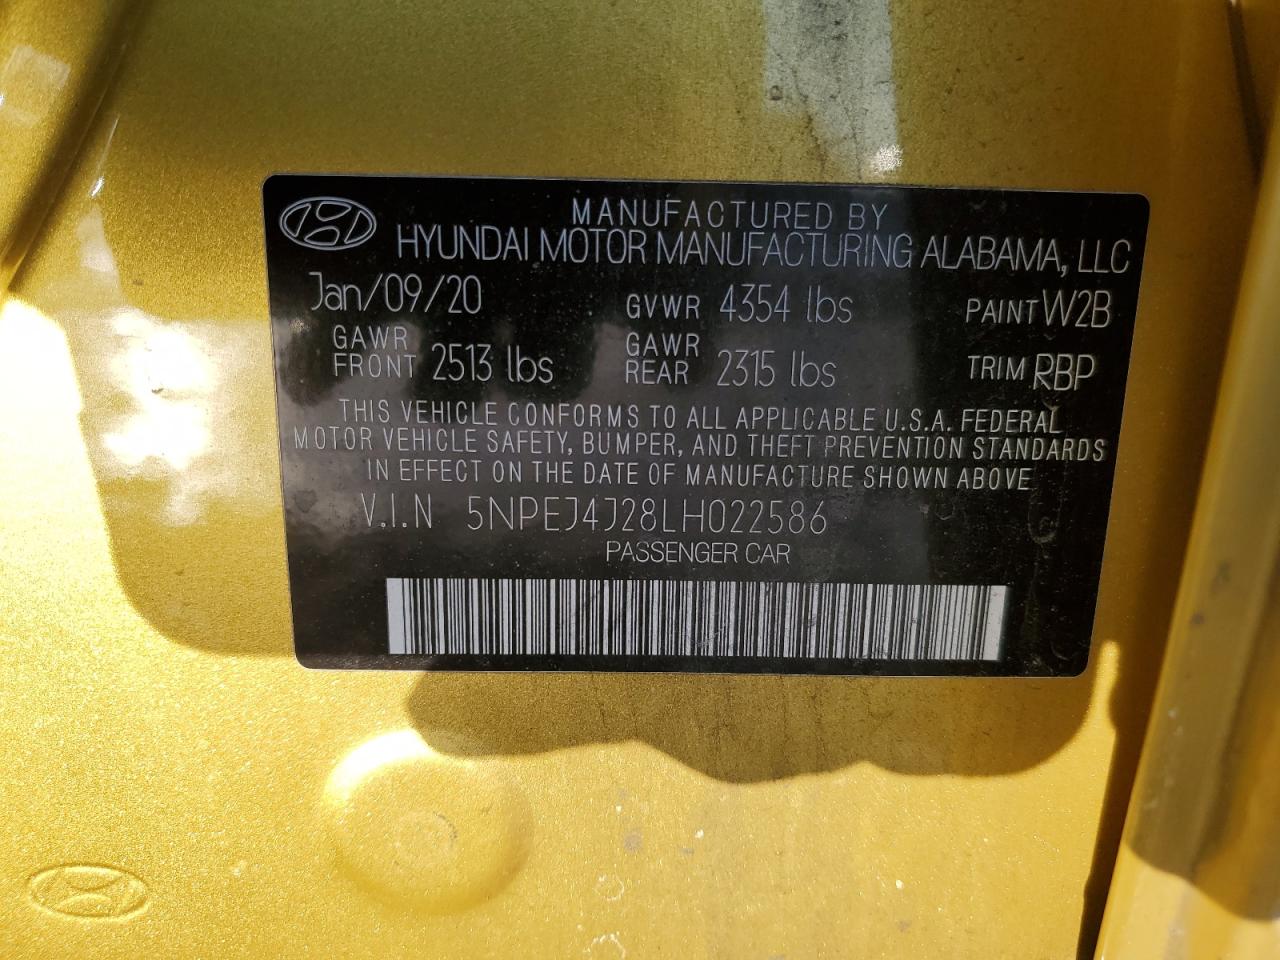 MANUFACTURED BY
HYUNDAI MOTOR MANUFACTURING ALABAMA, LLC
Jan/09/20 GVWR 4354 lbs PAINT W2B
GAWR FRONT 2513 lbs GAWR REAR 2315 lbs TRIM RBP
THIS VEHICLE CONFORMS TO ALL APPLICABLE U.S.A. FEDERAL
MOTOR VEHICLE SAFETY, BUMPER, AND THEFT PREVENTION STANDARDS
IN EFFECT ON THE DATE OF MANUFACTURE SHOWN ABOVE
V.I.N 5NPEJ4J28LH022586
PASSENGER CAR